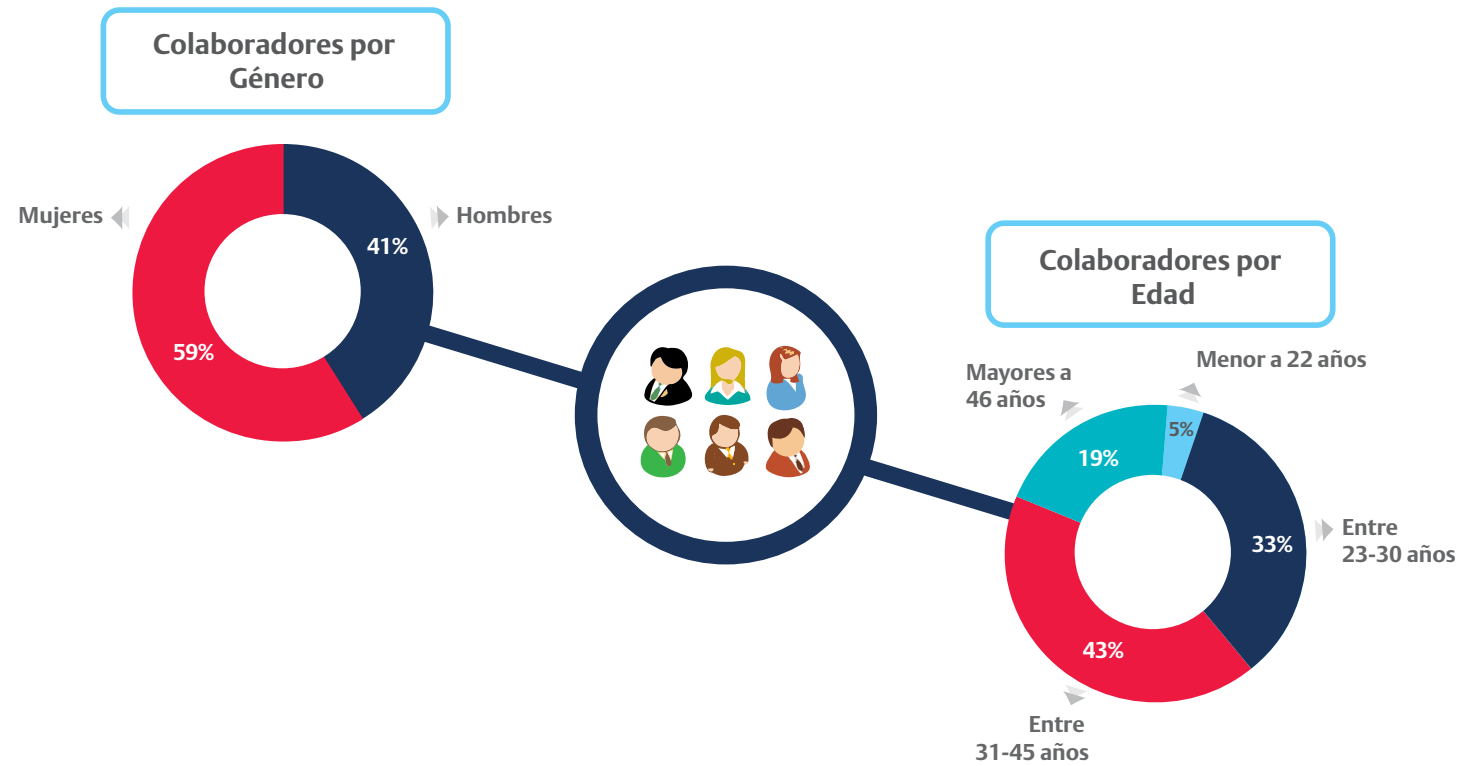 Colaboradores por
Género
Mujeres
Hombres
41%
59%
Colaboradores por
Edad
Menor a 22 años
Mayores a
46 años
5%
19%
33%
Entre
23-30 años
43%
Entre
31-45 años